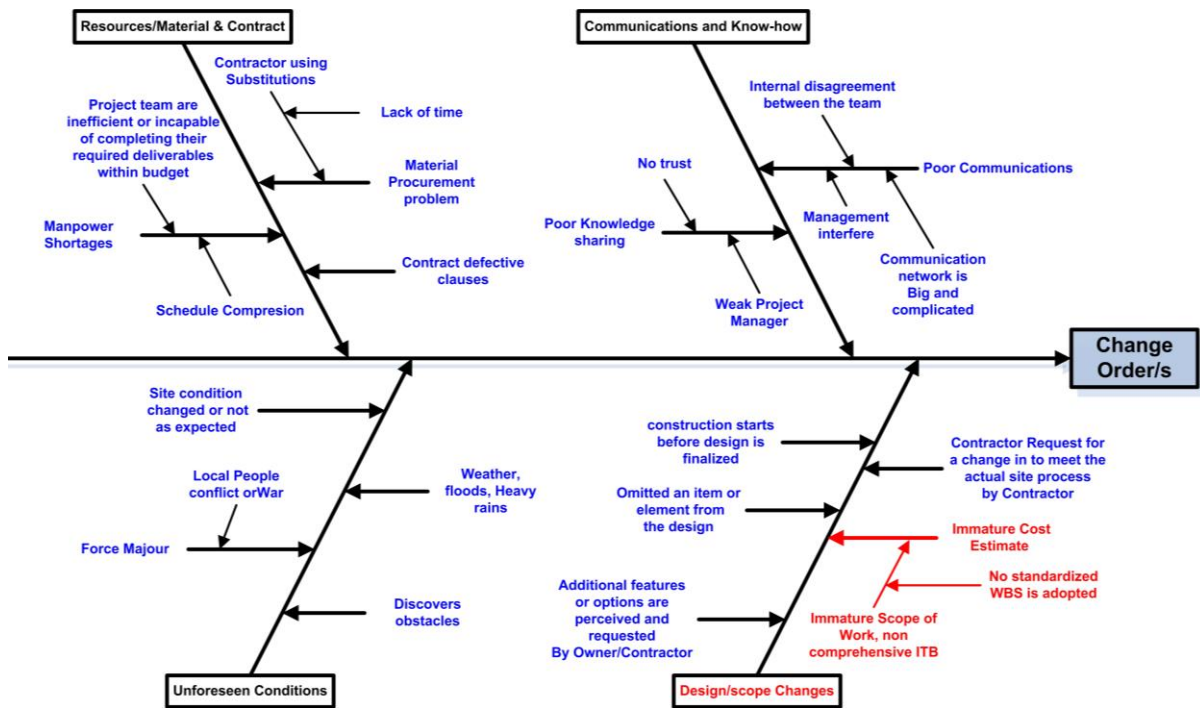 Resources/Material & Contract
Communications and Know-how
Contractor using
Substitutions
Lack of time
Project team are
inefficient or incapable
of completing their
required deliverables
within budget
Material
Procurement
problem
Manpower
Shortages
Contract defective
clauses
Schedule Compresion
Internal disagreement
between the team
No trust
Poor Communications
Poor Knowledge
sharing
Management
interfere
Communication
network is
Big and
complicated
Weak Project
Manager
Change
Order/s
Site condition
changed or not
as expected
Local People
conflict orWar
Weather,
floods, Heavy
rains
Force Majour
Discovers
obstacles
construction starts
before design is
finalized
Contractor Request for
a change in to meet the
actual site process
by Contractor
Omitted an item or
element from
the design
Immature Cost
Estimate
No standardized
WBS is adopted
Additional features
or options are
perceived and
requested
By Owner/Contractor
Immature Scope of
Work, non
comprehensive ITB
Unforeseen Conditions
Design/scope Changes